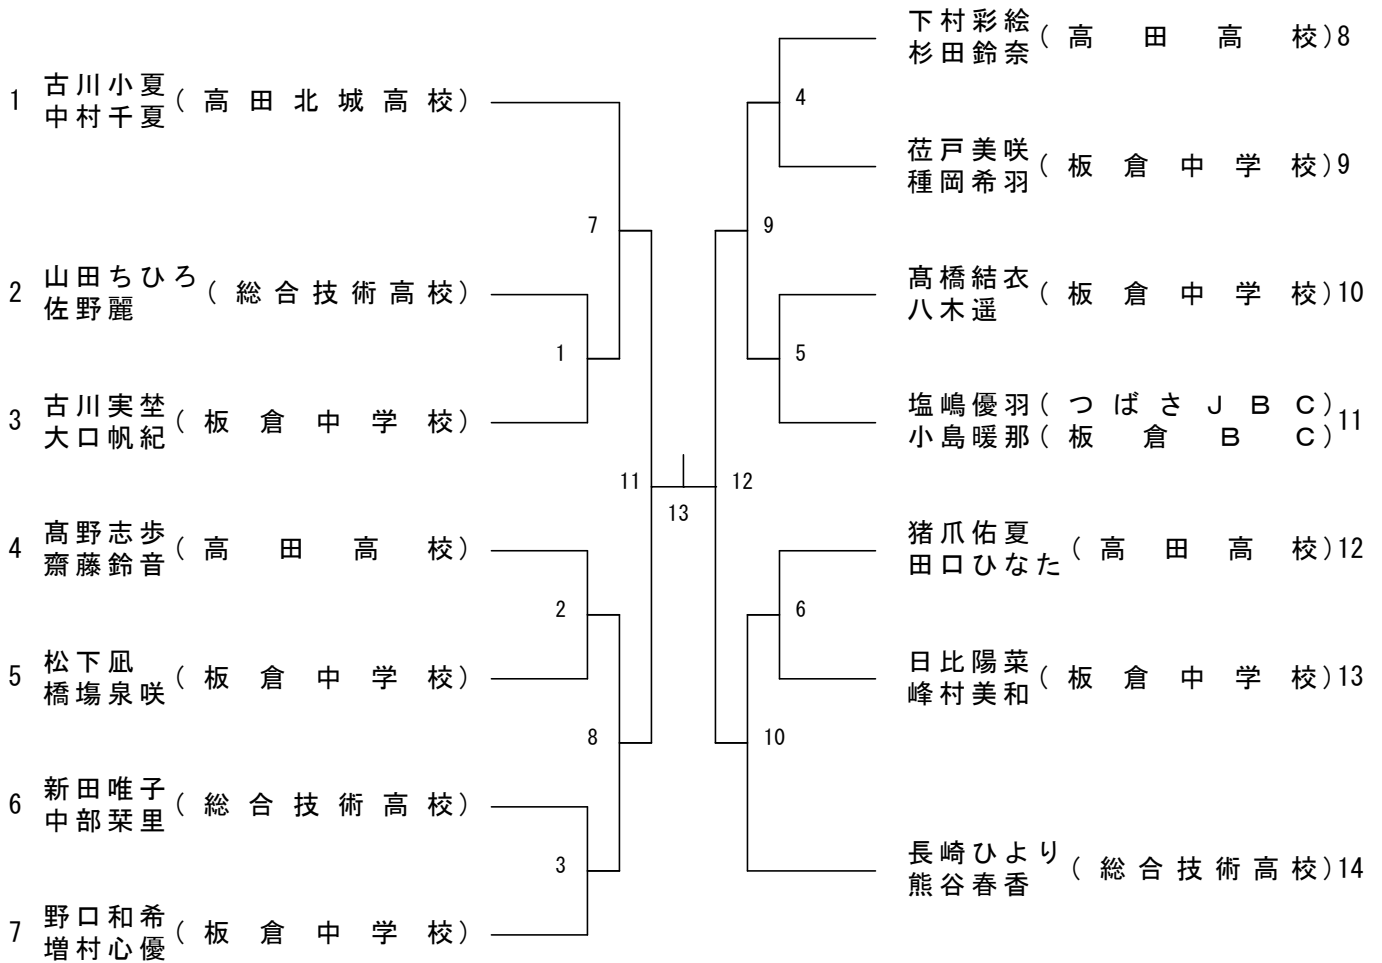 1 古川小夏 中村千夏 (高田北城高校)
2 山田ちひろ 佐野麗 (総合技術高校)
3 古川実埜 大口帆紀 (板倉中学校)
4 髙野志歩 齋藤鈴音 (高田高校)
5 松下凪 橋塲泉咲 (板倉中学校)
6 新田唯子 中部栞里 (総合技術高校)
7 野口和希 増村心優 (板倉中学校)
7
1
11
2
8
3
13
下村彩絵 杉田鈴奈 (高田高校) 8
莅戸美咲 種岡希羽 (板倉中学校) 9
髙橋結衣 八木遥 (板倉中学校) 10
塩嶋優羽 (つばさJBC)
小島暖那 (板倉BC) 11
猪爪佑夏 田口ひなた (高田高校) 12
日比陽菜 峰村美和 (板倉中学校) 13
長崎ひより 熊谷春香 (総合技術高校) 14
4
9
5
12
6
10